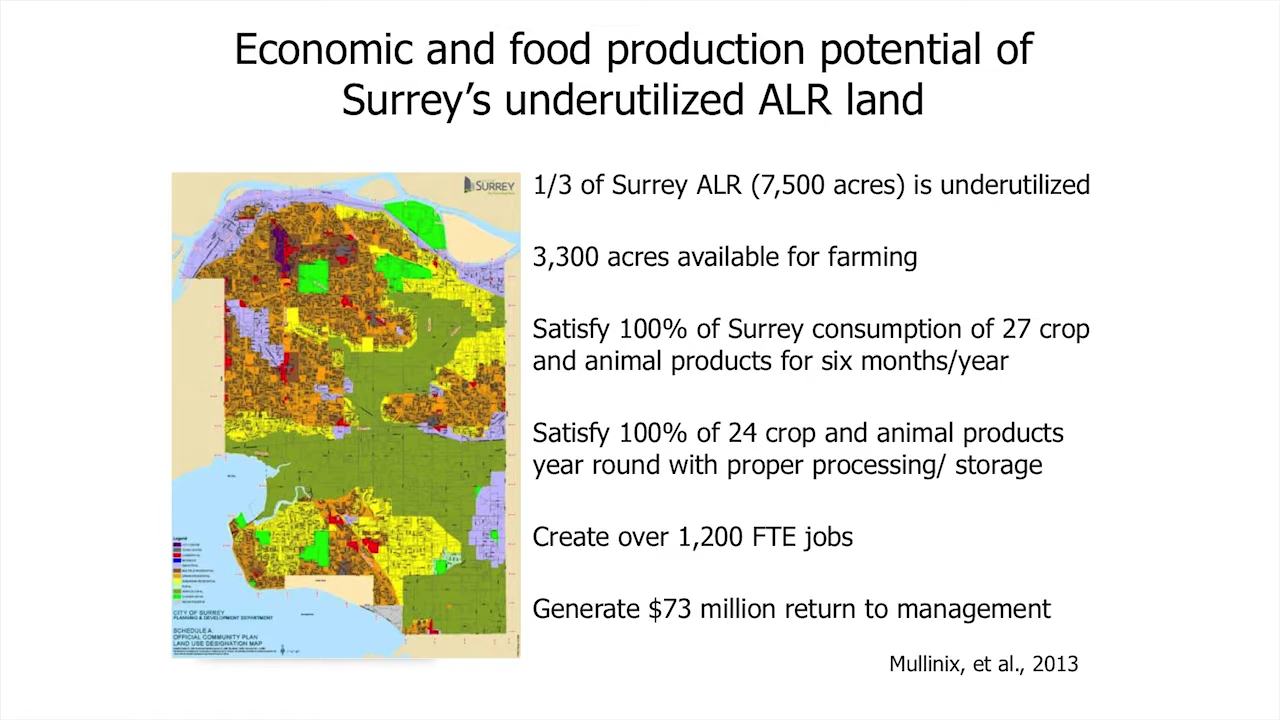 Economic and food production potential of
Surrey's underutilized ALR land
SURREY
1/3 of Surrey ALR (7,500 acres) is underutilized
3,300 acres available for farming
Satisfy 100% of Surrey consumption of 27 crop
and animal products for six months/year
Satisfy 100% of 24 crop and animal products
year round with proper processing/ storage
Create over 1,200 FTE jobs
Generate $73 million return to management
Mullinix, et al., 2013
Legend
CITY OF SURREY
PLANNING & DEVELOPMENT DEPARTMENT
SCHEDULE A
OFFICIAL COMMUNITY PLAN
LAND USE DESIGNATION MAP